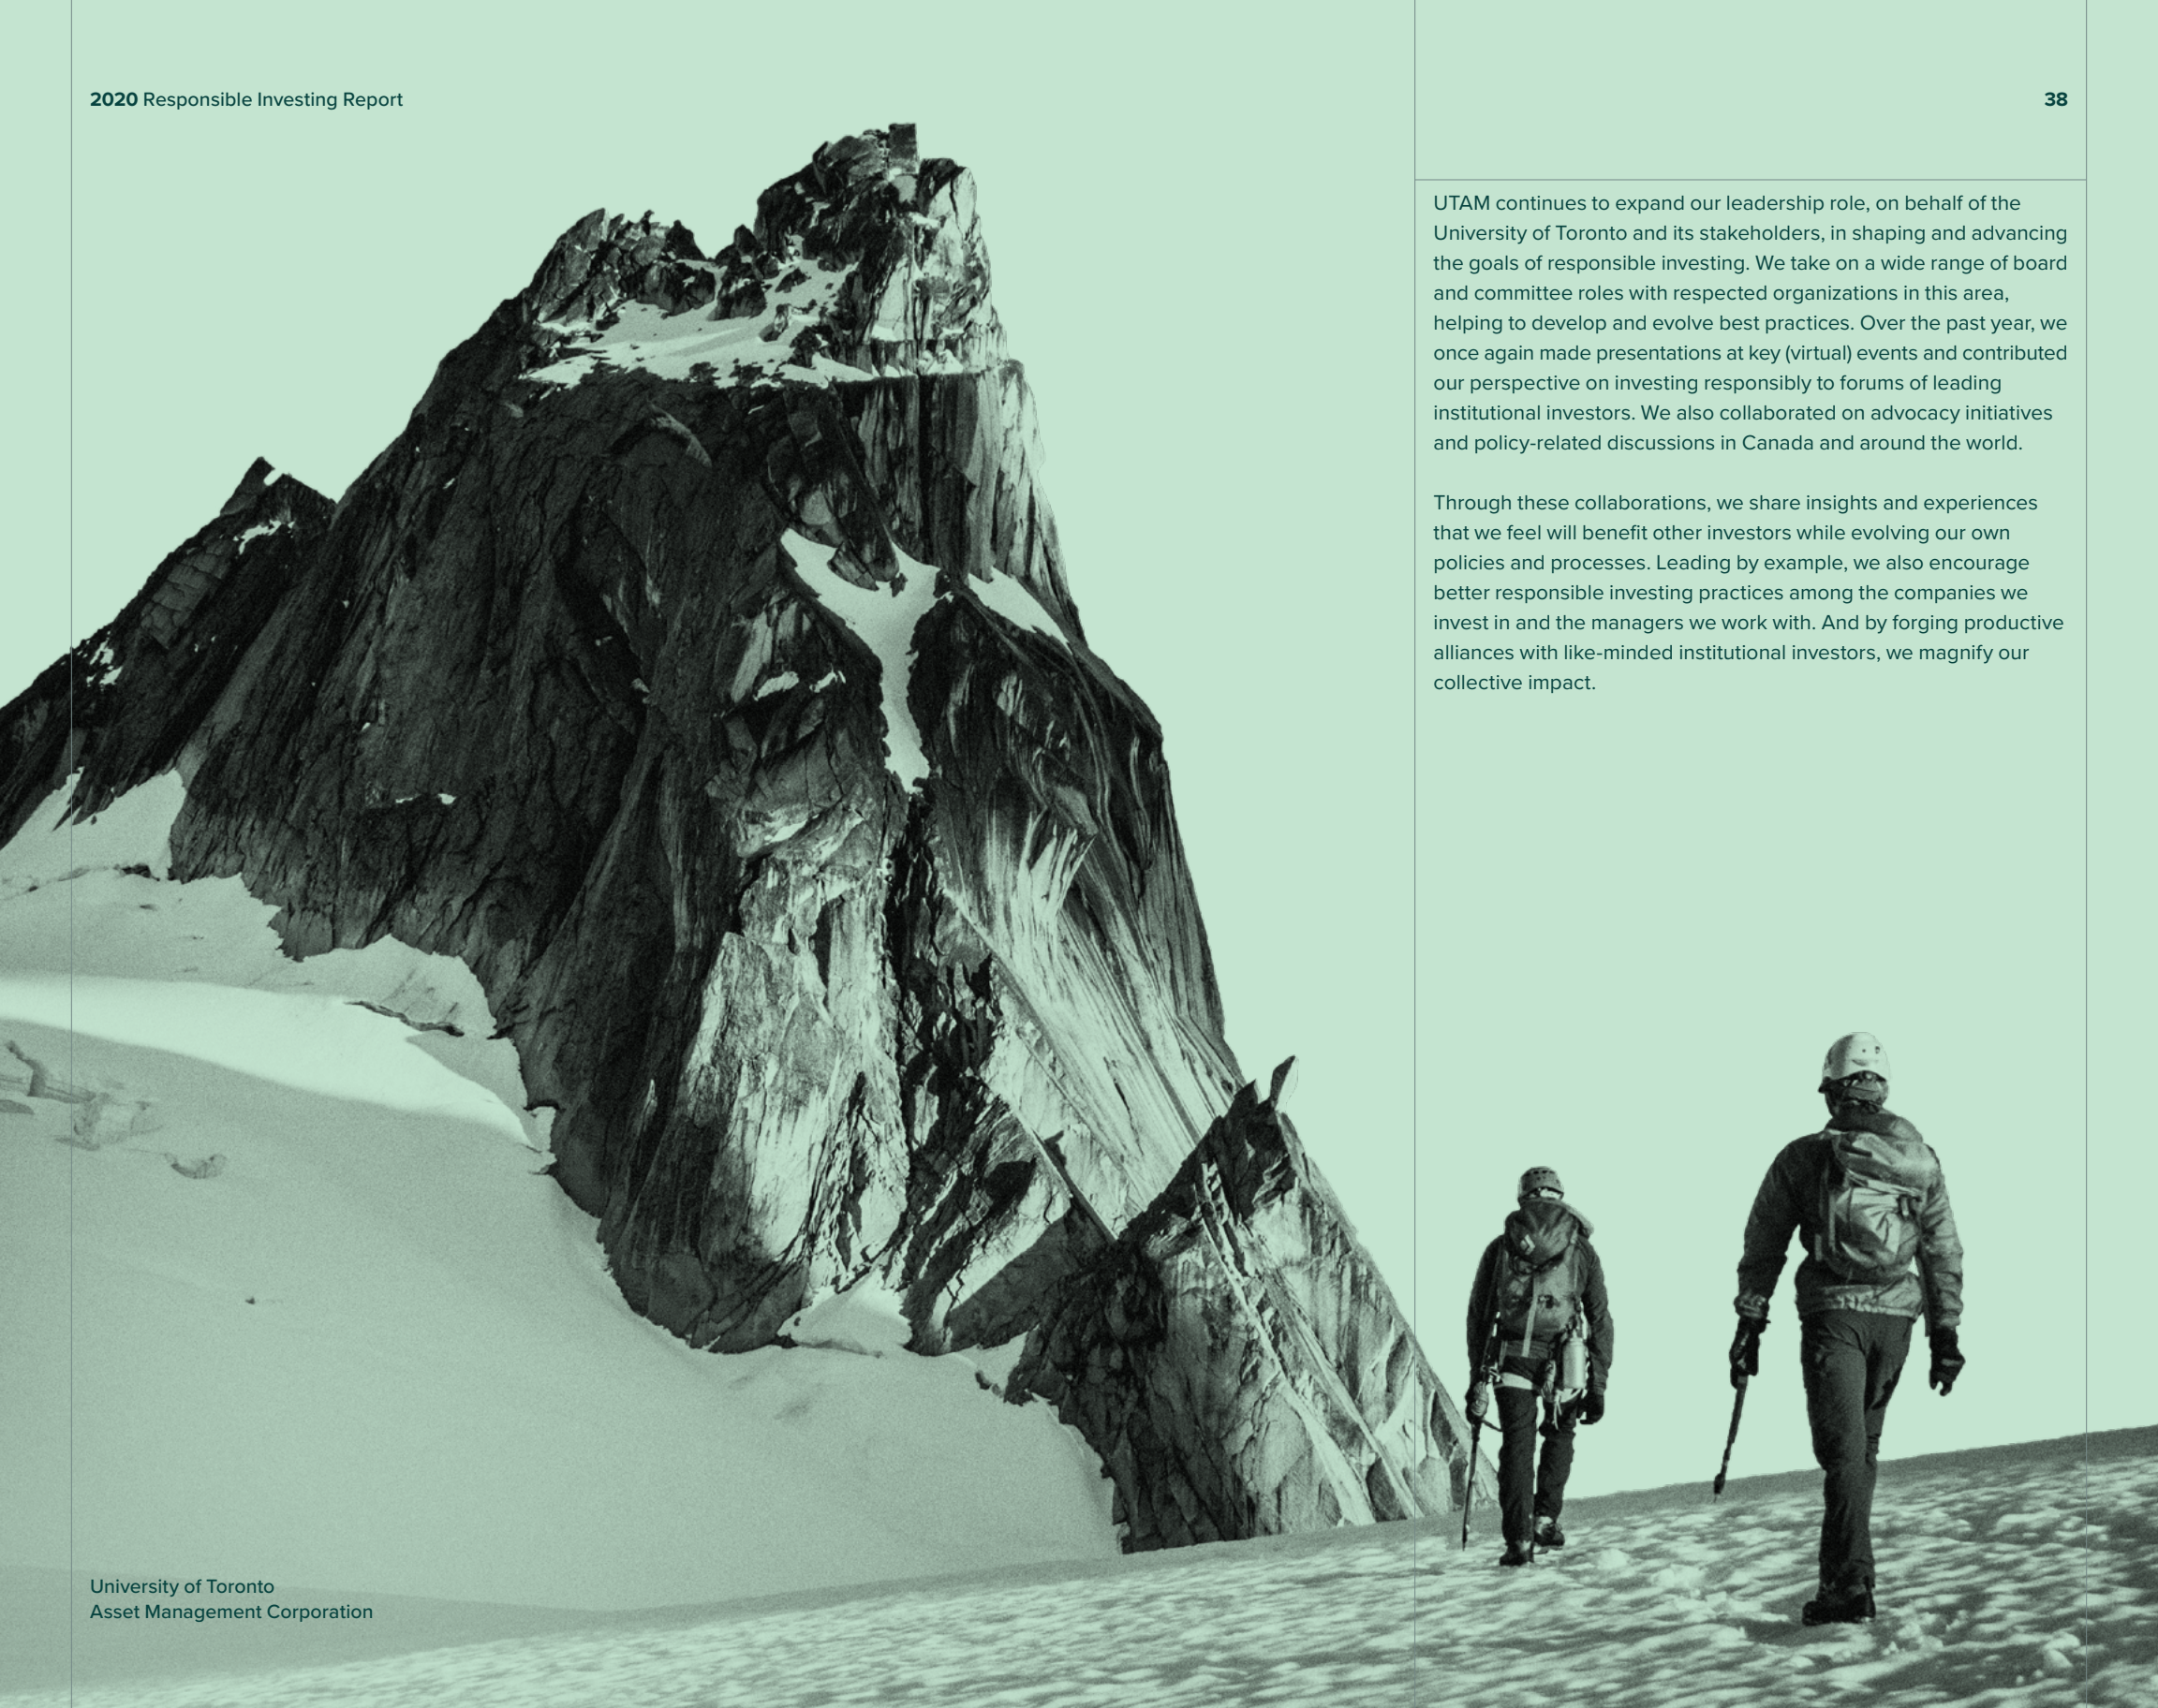 2020 Responsible Investing Report
38
UTAM continues to expand our leadership role, on behalf of the
University of Toronto and its stakeholders, in shaping and advancing
the goals of responsible investing. We take on a wide range of board
and committee roles with respected organizations in this area,
helping to develop and evolve best practices. Over the past year, we
once again made presentations at key (virtual) events and contributed
our perspective on investing responsibly to forums of leading
institutional investors. We also collaborated on advocacy initiatives
and policy-related discussions in Canada and around the world.
Through these collaborations, we share insights and experiences
that we feel will benefit other investors while evolving our own
policies and processes. Leading by example, we also encourage
better responsible investing practices among the companies we
invest in and the managers we work with. And by forging productive
alliances with like-minded institutional investors, we magnify our
collective impact.
University of Toronto
Asset Management Corporation